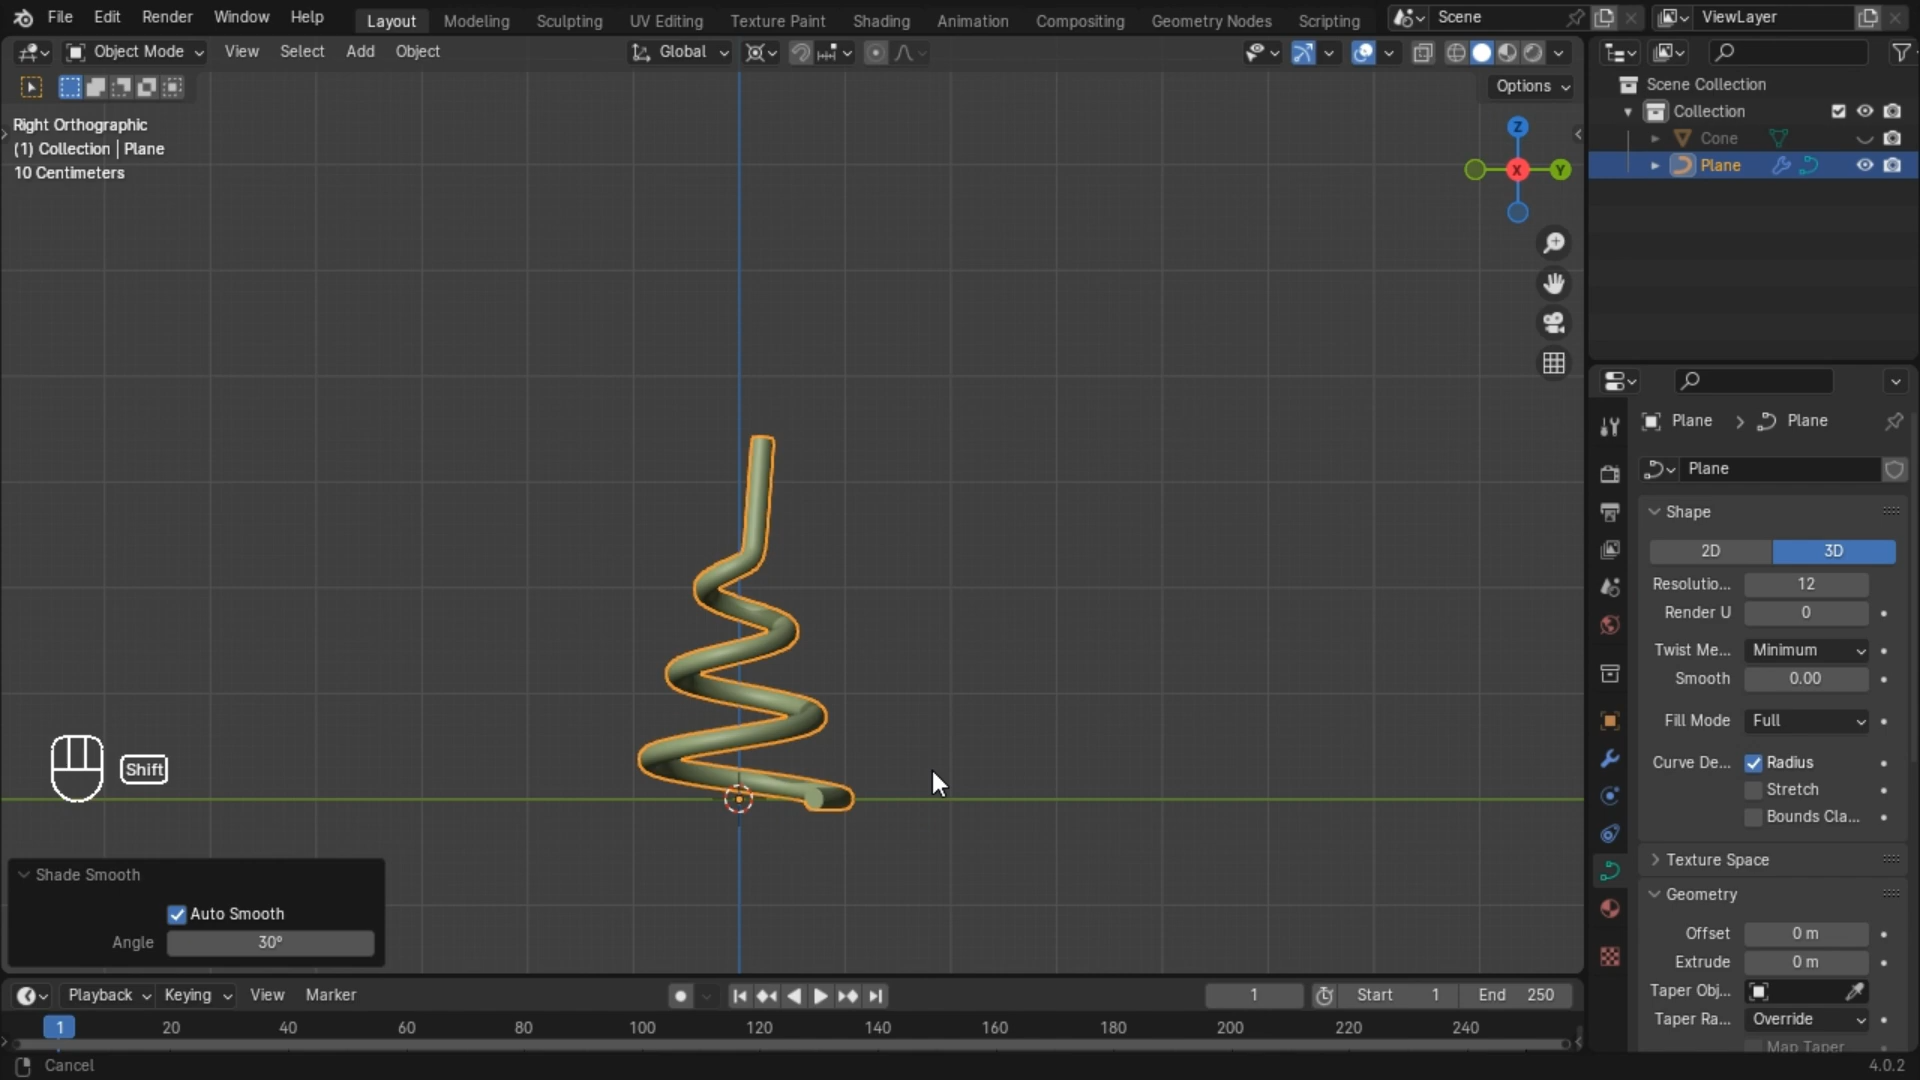 File Edit Render Window Help Layout Modeling Sculpting UV Editing Texture Paint Shading Animation Compositing Geometry Nodes Scripting Scene ViewLayer
Object Mode View Select Add Object Global
Options
Right Orthographic
(1) Collection | Plane
10 Centimeters
Z
X
Y
Scene Collection
Collection
Cone
Plane
Plane > Plane
Plane
Shape
2D 3D
Resolutio... 12
Render U 0
Twist Me... Minimum
Smooth 0.00
Fill Mode Full
Curve De... Radius
Stretch
Bounds Cla...
Texture Space
Geometry
Offset 0 m
Extrude 0 m
Taper Obj...
Taper Ra... Override
Map Taper
Shift
Shade Smooth
Auto Smooth
Angle 30°
Playback Keying View Marker 1 Start 1 End 250
1 20 40 60 80 100 120 140 160 180 200 220 240
Cancel 4.0.2